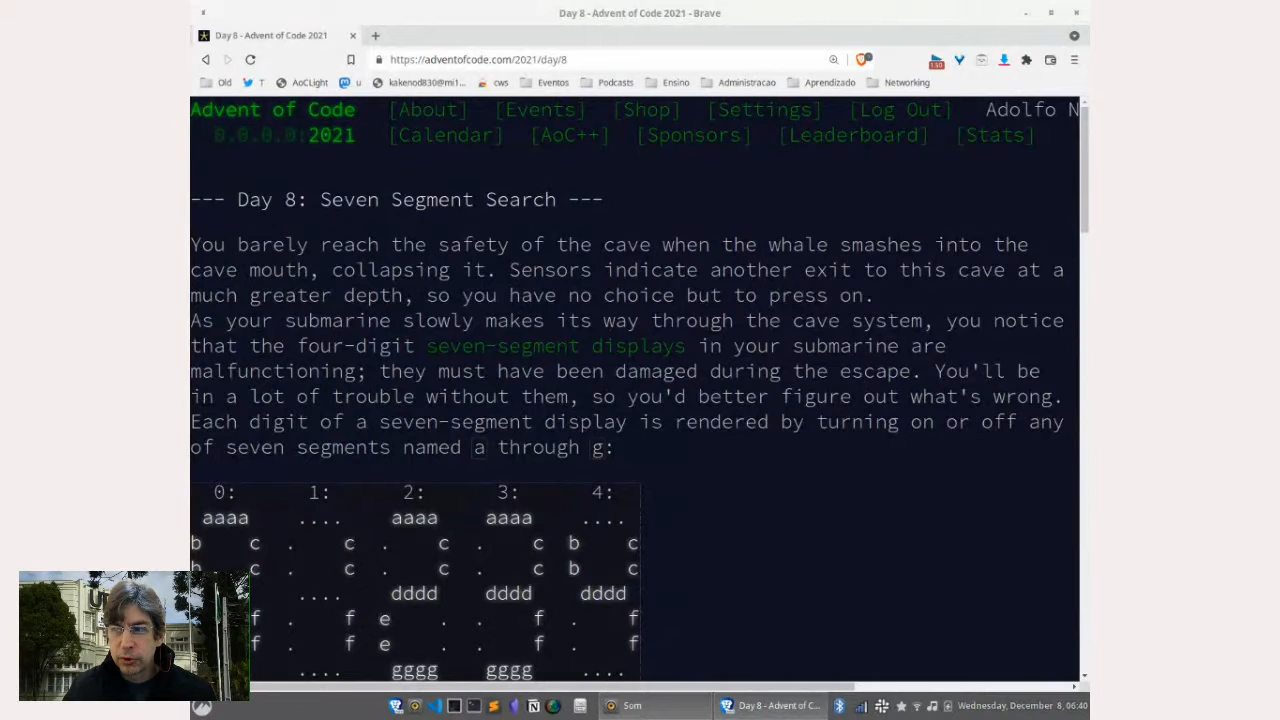 Day 8 - Advent of Code 2021 - Brave
Day 8 - Advent of Code 2021
https://adventofcode.com/2021/day/8
Old
T
AoCLight
u
kakenod830@mi1...
cws
Eventos
Podcasts
Ensino
Administracao
Aprendizado
Networking
Advent of Code [About] [Events] [Shop] [Settings] [Log Out] Adolfo N
0.0.0.0:2021 [Calendar] [AoC++] [Sponsors] [Leaderboard] [Stats]
--- Day 8: Seven Segment Search ---
You barely reach the safety of the cave when the whale smashes into the
cave mouth, collapsing it. Sensors indicate another exit to this cave at a
much greater depth, so you have no choice but to press on.
As your submarine slowly makes its way through the cave system, you notice
that the four-digit seven-segment displays in your submarine are
malfunctioning; they must have been damaged during the escape. You'll be
in a lot of trouble without them, so you'd better figure out what's wrong.
Each digit of a seven-segment display is rendered by turning on or off any
of seven segments named a through g:
0: 1: 2: 3: 4:
aaaa .... aaaa aaaa ....
b c . c . c . c b c
b c . c . c . c b c
.... dddd dddd dddd
f . f e . . f . f
f . f e . . f . f
.... gggg gggg ....
Som
Day 8 - Advent of C...
Wednesday, December 8, 06:40